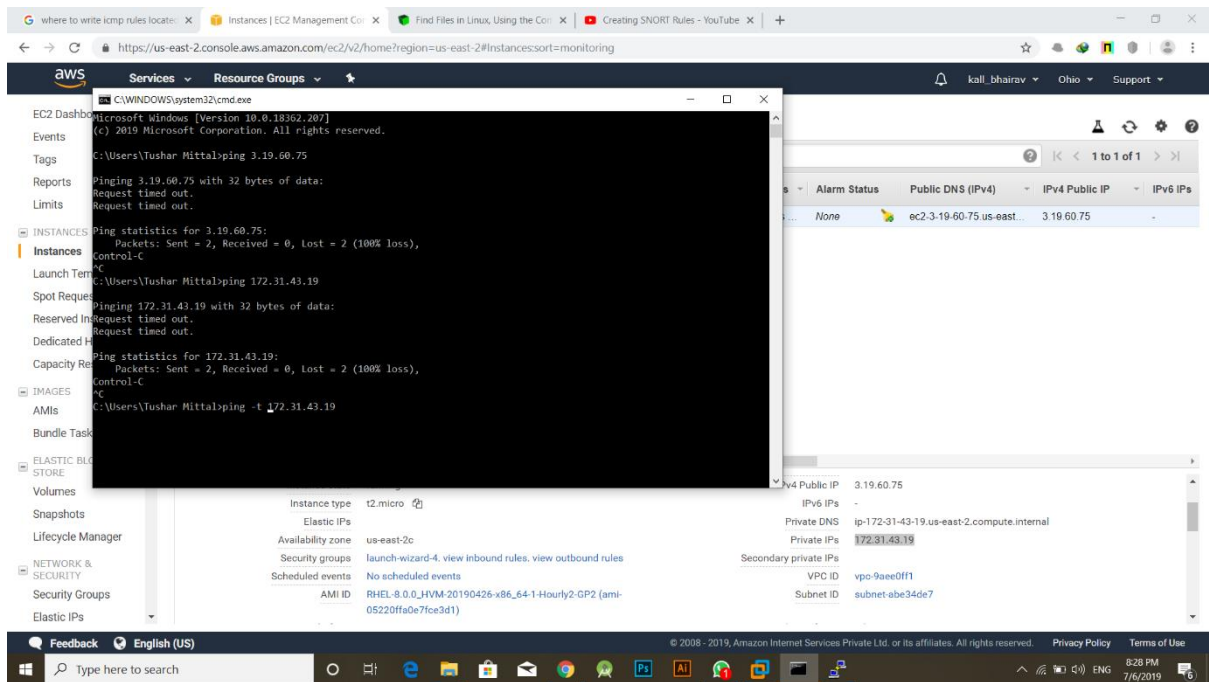 where to write icmp rules locate
Instances | EC2 Management Co
Find Files in Linux, Using the Co
Creating SNORT Rules - YouTube
https://us-east-2.console.aws.amazon.com/ec2/v2/home?region=us-east-2#Instances:sort=monitoring
aws
Services
Resource Groups
kall_bhairav
Ohio
Support
EC2 Dashbo
Events
Tags
Reports
Limits
INSTANCES
Instances
Launch Tem
Spot Reques
Reserved Ins
Dedicated H
Capacity Re
IMAGES
AMIs
Bundle Task
ELASTIC BLO
STORE
Volumes
Snapshots
Lifecycle Manager
NETWORK &
SECURITY
Security Groups
Elastic IPs
C:\WINDOWS\system32\cmd.exe
Microsoft Windows [Version 10.0.18362.207]
(c) 2019 Microsoft Corporation. All rights reserved.
C:\Users\Tushar Mittal>ping 3.19.60.75
Pinging 3.19.60.75 with 32 bytes of data:
Request timed out.
Request timed out.
Ping statistics for 3.19.60.75:
Packets: Sent = 2, Received = 0, Lost = 2 (100% loss),
Control-C
^C
C:\Users\Tushar Mittal>ping 172.31.43.19
Pinging 172.31.43.19 with 32 bytes of data:
Request timed out.
Request timed out.
Ping statistics for 172.31.43.19:
Packets: Sent = 2, Received = 0, Lost = 2 (100% loss),
Control-C
^C
C:\Users\Tushar Mittal>ping -t 172.31.43.19
1 to 1 of 1
s Alarm Status Public DNS (IPv4) IPv4 Public IP IPv6 IPs
s ... None ec2-3-19-60-75.us-east... 3.19.60.75 -
Instance type t2.micro
Elastic IPs
Availability zone us-east-2c
Security groups launch-wizard-4. view inbound rules. view outbound rules
Scheduled events No scheduled events
AMI ID RHEL-8.0.0_HVM-20190426-x86_64-1-Hourly2-GP2 (ami-
05220ffa0e7fce3d1)
Pv4 Public IP 3.19.60.75
IPv6 IPs -
Private DNS ip-172-31-43-19.us-east-2.compute.internal
Private IPs 172.31.43.19
Secondary private IPs
VPC ID vpc-9aee0ff1
Subnet ID subnet-abe34de7
Feedback
English (US)
© 2008 - 2019, Amazon Internet Services Private Ltd. or its affiliates. All rights reserved.
Privacy Policy
Terms of Use
Type here to search
Ps
Ai
ENG
8:28 PM
7/6/2019